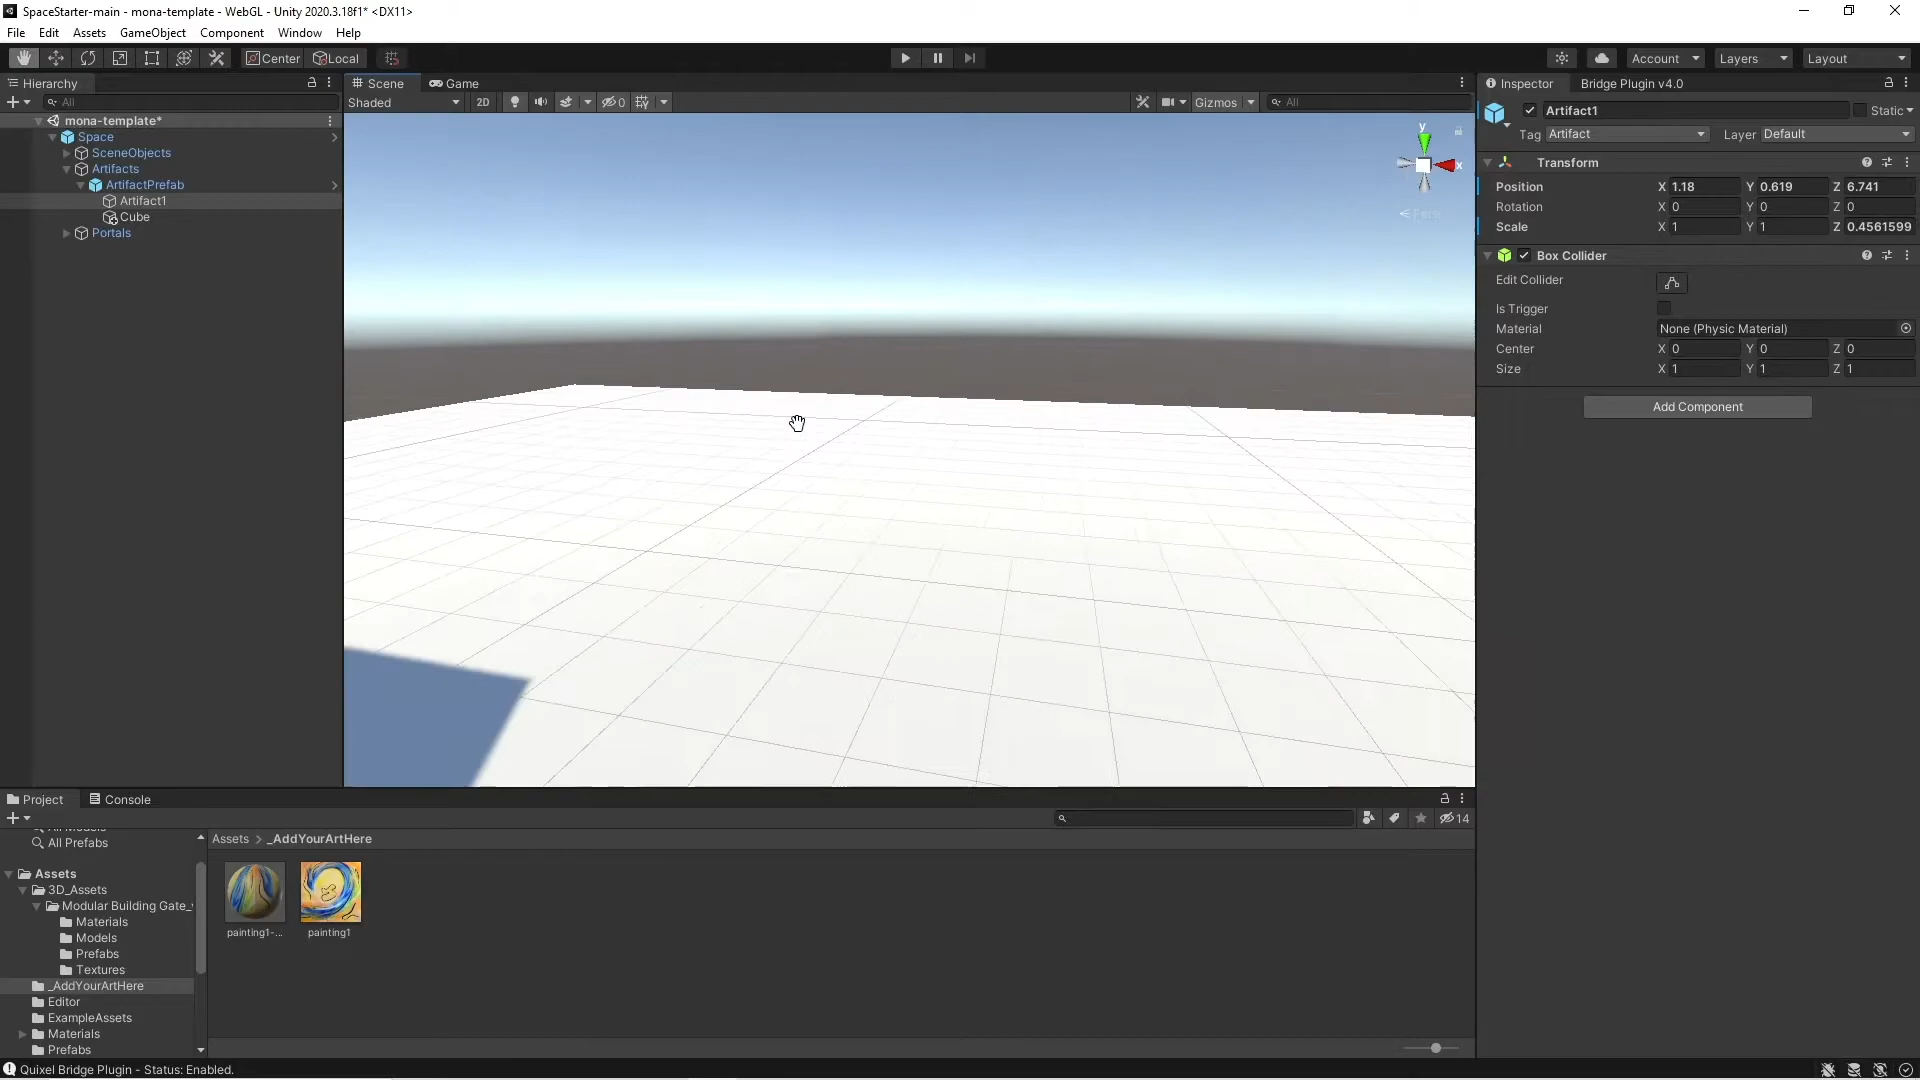 SpaceStarter-main - mona-template - WebGL - Unity 2020.3.18f1* <DX11>
File Edit Assets GameObject Component Window Help
Center Local
Account Layers Layout
Hierarchy
All
mona-template*
Space
SceneObjects
Artifacts
ArtifactPrefab
Artifact1
Cube
Portals
Scene Game
Shaded 2D 0 Gizmos All
y
x
Persp
Inspector Bridge Plugin v4.0
Artifact1 Static
Tag Artifact Layer Default
Transform
Position X 1.18 Y 0.619 Z 6.741
Rotation X 0 Y 0 Z 0
Scale X 1 Y 1 Z 0.4561599
Box Collider
Edit Collider
Is Trigger
Material None (Physic Material)
Center X 0 Y 0 Z 0
Size X 1 Y 1 Z 1
Add Component
Project Console
14
All Prefabs
Assets
3D_Assets
Modular Building Gate_
Materials
Models
Prefabs
Textures
_AddYourArtHere
Editor
ExampleAssets
Materials
Prefabs
Assets > _AddYourArtHere
painting1-... painting1
Quixel Bridge Plugin - Status: Enabled.